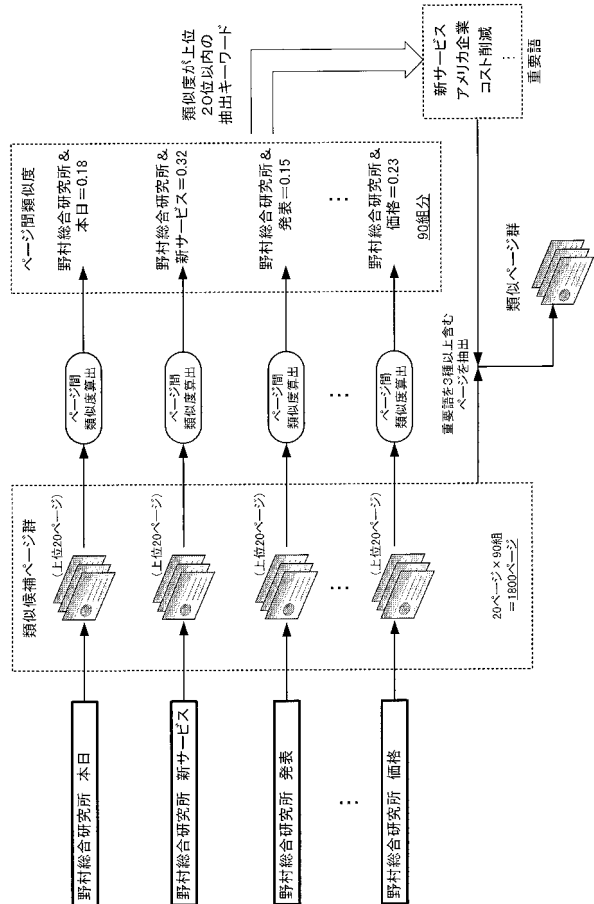 野村総合研究所 本日
野村総合研究所 新サービス
野村総合研究所 発表
…
野村総合研究所 価格
類似候補ページ群
(上位20ページ)
(上位20ページ)
(上位20ページ)
…
(上位20ページ)
20ページ×90組
=1800ページ
ページ間
類似度算出
ページ間
類似度算出
ページ間
類似度算出
…
ページ間
類似度算出
ページ間類似度
野村総合研究所&
本日=0.18
野村総合研究所&
新サービス=0.32
野村総合研究所&
発表=0.15
…
野村総合研究所&
価格=0.23
90組分
類似度が上位
20位以内の
抽出キーワード
新サービス
アメリカ企業
コスト削減
…
重要語
重要語を3種以上含む
ページを抽出
類似ページ群